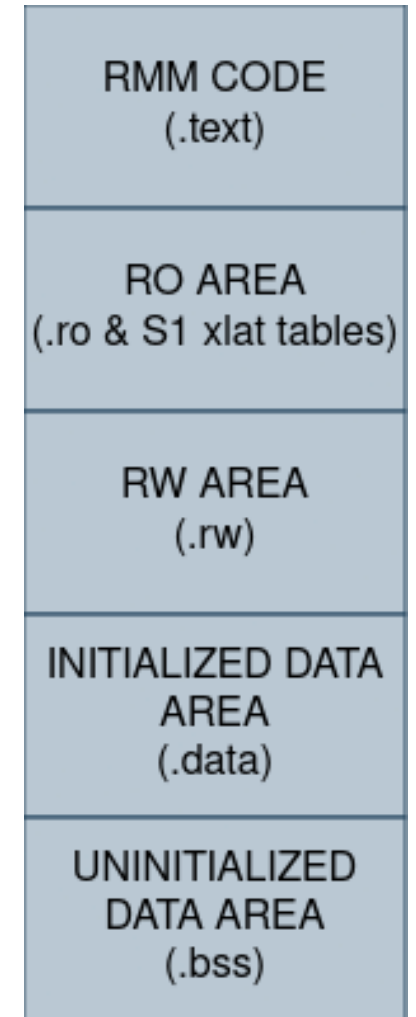 RMM CODE
(.text)
RO AREA
(.ro & S1 xlat tables)
RW AREA
(.rw)
INITIALIZED DATA
AREA
(.data)
UNINITIALIZED
DATA AREA
(.bss)